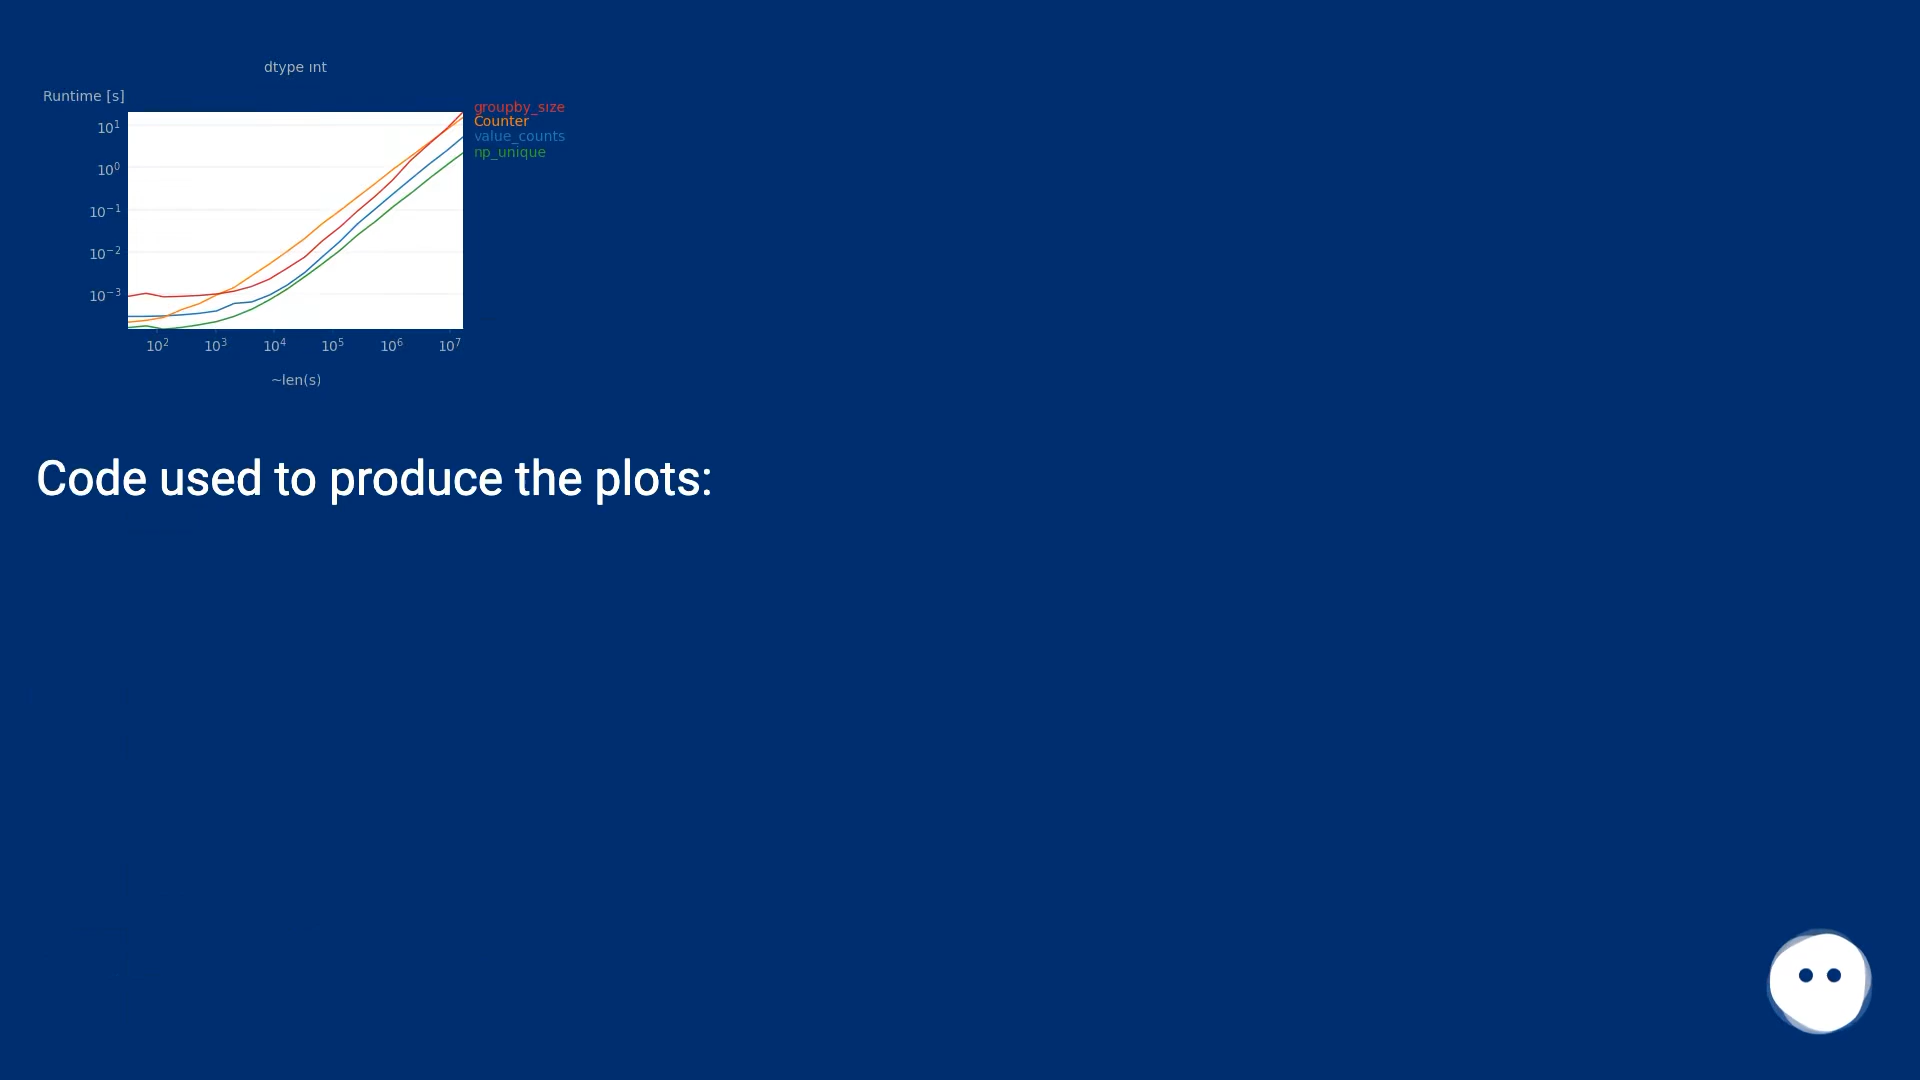 dtype int
Runtime [s]
groupby_size
Counter
value_counts
np_unique
10¹
10⁰
10⁻¹
10⁻²
10⁻³
10² 10³ 10⁴ 10⁵ 10⁶ 10⁷
~len(s)
Code used to produce the plots: